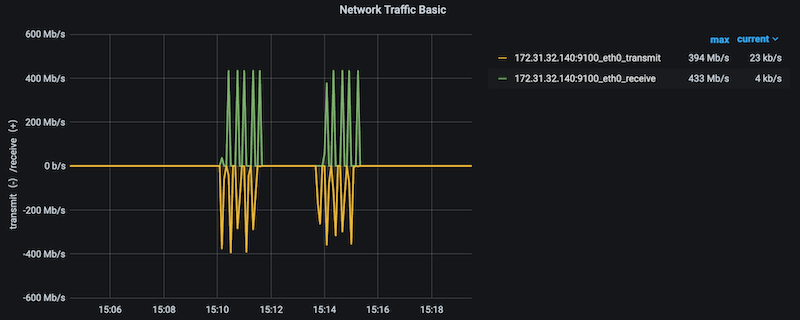 Network Traffic Basic
max current
172.31.32.140:9100_eth0_transmit 394 Mb/s 23 kb/s
172.31.32.140:9100_eth0_receive 433 Mb/s 4 kb/s
transmit (-) /receive (+)
600 Mb/s
400 Mb/s
200 Mb/s
0 b/s
-200 Mb/s
-400 Mb/s
-600 Mb/s
15:06 15:08 15:10 15:12 15:14 15:16 15:18